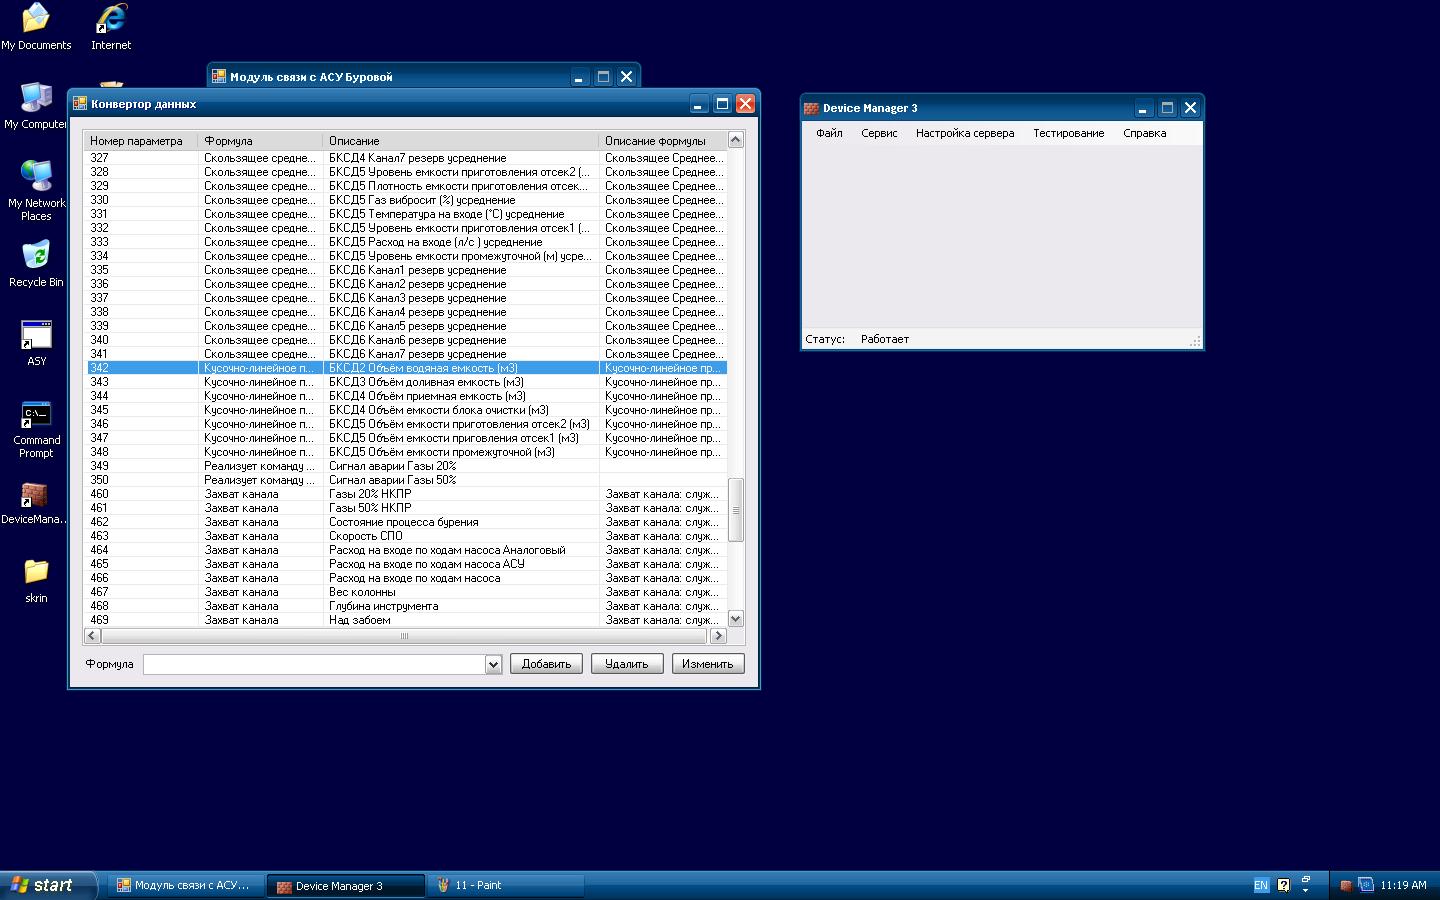 My Documents
Internet
My Computer
My Network Places
Recycle Bin
ASY
Command Prompt
DeviceMana...
skrin
Модуль связи с АСУ Буровой
Конвертор данных
Номер параметра Формула Описание Описание формулы
327 Скользящее средне... БКСД4 Канал7 резерв усреднение Скользящее Среднее...
328 Скользящее средне... БКСД5 Уровень емкости приготовления отсек2 (... Скользящее Среднее...
329 Скользящее средне... БКСД5 Плотность емкости приготовления отсек... Скользящее Среднее...
330 Скользящее средне... БКСД5 Газ вибросит (%) усреднение Скользящее Среднее...
331 Скользящее средне... БКСД5 Температура на входе (°С) усреднение Скользящее Среднее...
332 Скользящее средне... БКСД5 Уровень емкости приготовления отсек1 (... Скользящее Среднее...
333 Скользящее средне... БКСД5 Расход на входе (л/с ) усреднение Скользящее Среднее...
334 Скользящее средне... БКСД5 Уровень емкости промежуточной (м) усре... Скользящее Среднее...
335 Скользящее средне... БКСД6 Канал1 резерв усреднение Скользящее Среднее...
336 Скользящее средне... БКСД6 Канал2 резерв усреднение Скользящее Среднее...
337 Скользящее средне... БКСД6 Канал3 резерв усреднение Скользящее Среднее...
338 Скользящее средне... БКСД6 Канал4 резерв усреднение Скользящее Среднее...
339 Скользящее средне... БКСД6 Канал5 резерв усреднение Скользящее Среднее...
340 Скользящее средне... БКСД6 Канал6 резерв усреднение Скользящее Среднее...
341 Скользящее средне... БКСД6 Канал7 резерв усреднение Скользящее Среднее...
342 Кусочно-линейное п... БКСД2 Объём водяная емкость (м3) Кусочно-линейное пр...
343 Кусочно-линейное п... БКСД3 Объём доливная емкость (м3) Кусочно-линейное пр...
344 Кусочно-линейное п... БКСД4 Объём приемная емкость (м3) Кусочно-линейное пр...
345 Кусочно-линейное п... БКСД4 Объём емкости блока очистки (м3) Кусочно-линейное пр...
346 Кусочно-линейное п... БКСД5 Объём емкости приготовления отсек2 (м3) Кусочно-линейное пр...
347 Кусочно-линейное п... БКСД5 Объём емкости приговления отсек1 (м3) Кусочно-линейное пр...
348 Кусочно-линейное п... БКСД5 Объём емкости промежуточной (м3) Кусочно-линейное пр...
349 Реализует команду ... Сигнал аварии Газы 20%
350 Реализует команду ... Сигнал аварии Газы 50%
460 Захват канала Газы 20% НКПР Захват канала: служ...
461 Захват канала Газы 50% НКПР Захват канала: служ...
462 Захват канала Состояние процесса бурения Захват канала: служ...
463 Захват канала Скорость СПО Захват канала: служ...
464 Захват канала Расход на входе по ходам насоса Аналоговый Захват канала: служ...
465 Захват канала Расход на входе по ходам насоса АСУ Захват канала: служ...
466 Захват канала Расход на входе по ходам насоса Захват канала: служ...
467 Захват канала Вес колонны Захват канала: служ...
468 Захват канала Глубина инструмента Захват канала: служ...
469 Захват канала Над забоем Захват канала: служ...
Формула Добавить Удалить Изменить
Device Manager 3
Файл Сервис Настройка сервера Тестирование Справка
Статус: Работает
start Модуль связи с АСУ... Device Manager 3 11 - Paint EN 11:19 AM